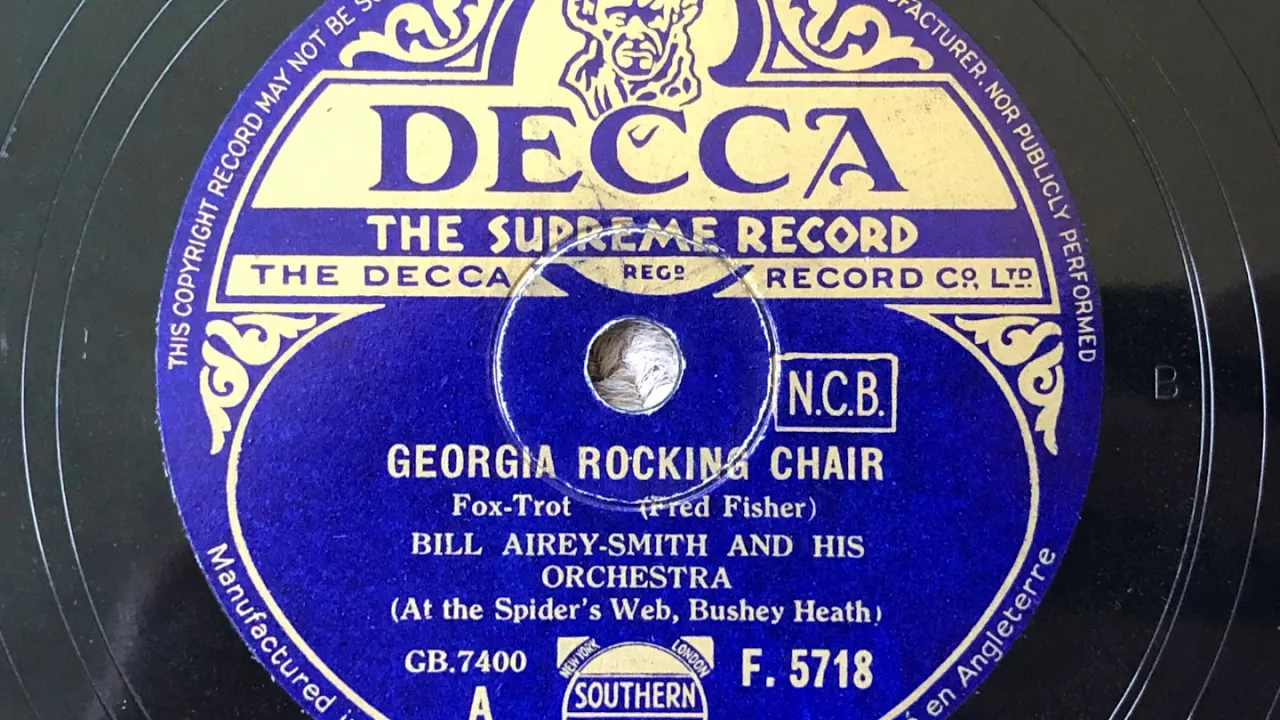 THIS COPYRIGHT RECORD MAY NOT BE
MANUFACTURER. NOR PUBLICLY PERFORMED
DECCA
THE SUPREME RECORD
THE DECCA REGD RECORD CO, LTD.
N.C.B.
B
GEORGIA ROCKING CHAIR
Fox-Trot (Fred Fisher)
BILL AIREY-SMITH AND HIS
ORCHESTRA
(At the Spider's Web, Bushey Heath)
GB.7400
NEW YORK
LONDON
F. 5718
A
SOUTHERN
Manufactured
en Angleterre